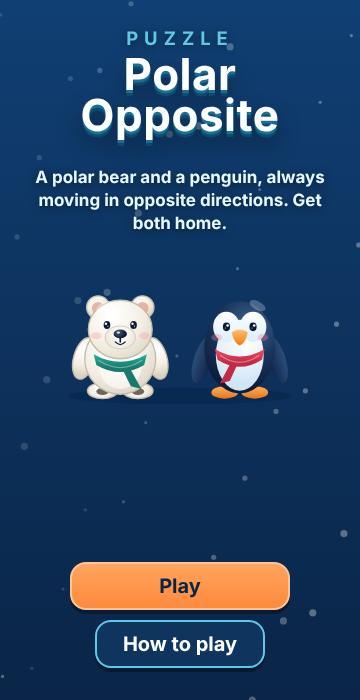 PUZZLE
Polar
Opposite
A polar bear and a penguin, always
moving in opposite directions. Get
both home.
Play
How to play